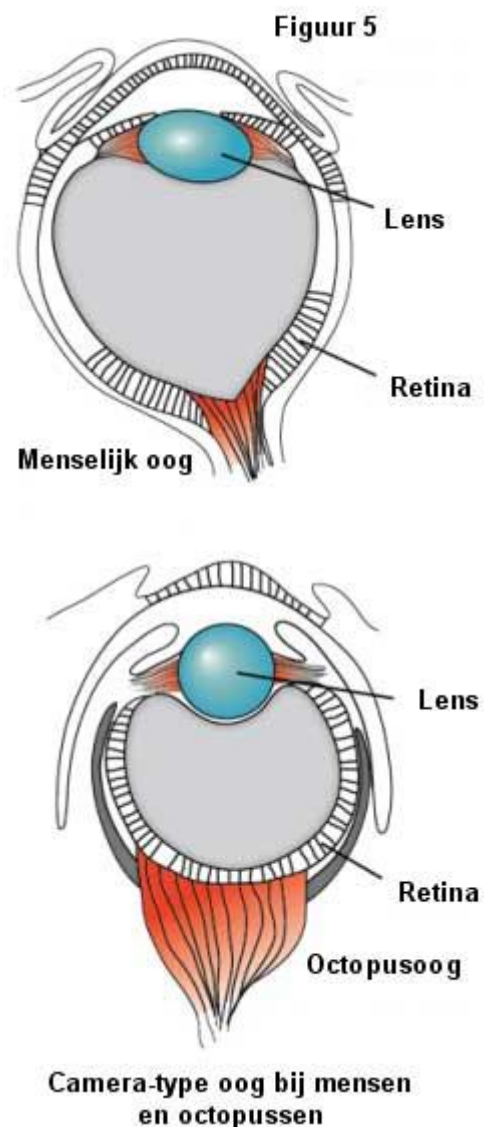 Figuur 5
Lens
Retina
Menselijk oog
Lens
Retina
Octopusoog
Camera-type oog bij mensen
en octopussen